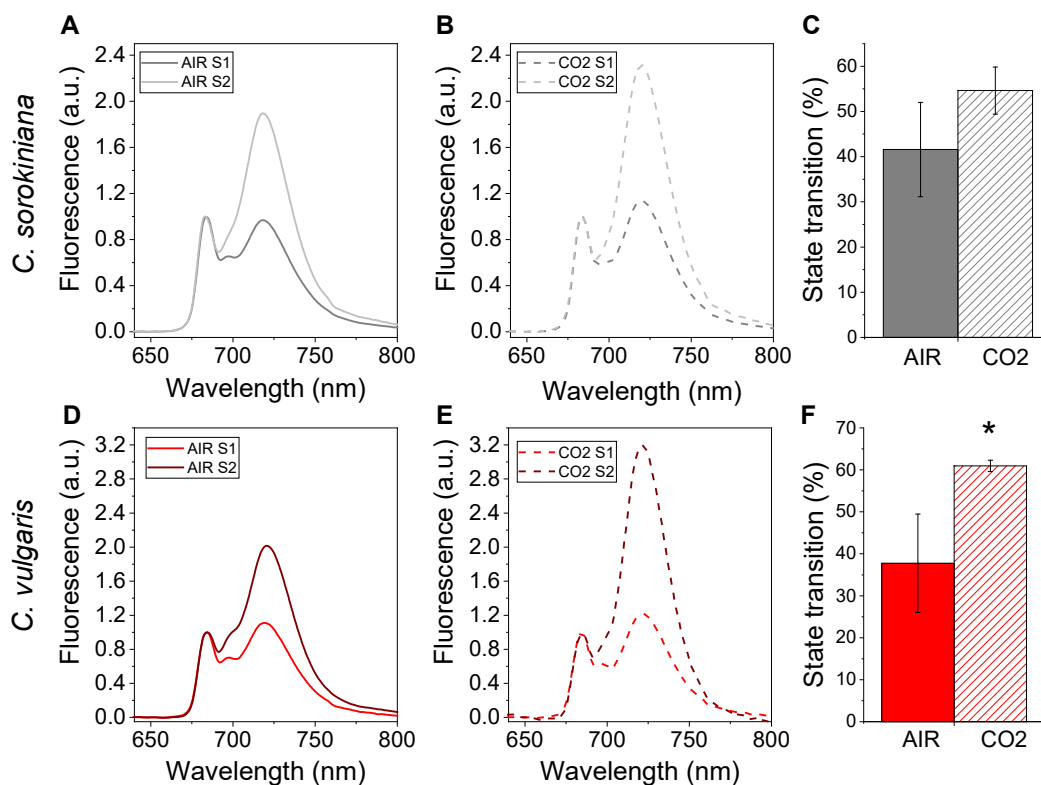 A
AIR S1
AIR S2
2.4
2.0
1.6
1.2
0.8
0.4
0.0
650
700
750
800
Fluorescence (a.u.)
Wavelength (nm)
C. sorokiniana
B
CO2 S1
CO2 S2
2.4
2.0
1.6
1.2
0.8
0.4
0.0
650
700
750
800
Fluorescence (a.u.)
Wavelength (nm)
C
60
50
40
30
20
10
0
AIR
CO2
State transition (%)
D
AIR S1
AIR S2
3.2
2.8
2.4
2.0
1.6
1.2
0.8
0.4
0.0
650
700
750
800
Fluorescence (a.u.)
Wavelength (nm)
C. vulgaris
E
CO2 S1
CO2 S2
3.2
2.8
2.4
2.0
1.6
1.2
0.8
0.4
0.0
650
700
750
800
Fluorescence (a.u.)
Wavelength (nm)
F
*
70
60
50
40
30
20
10
0
AIR
CO2
State transition (%)